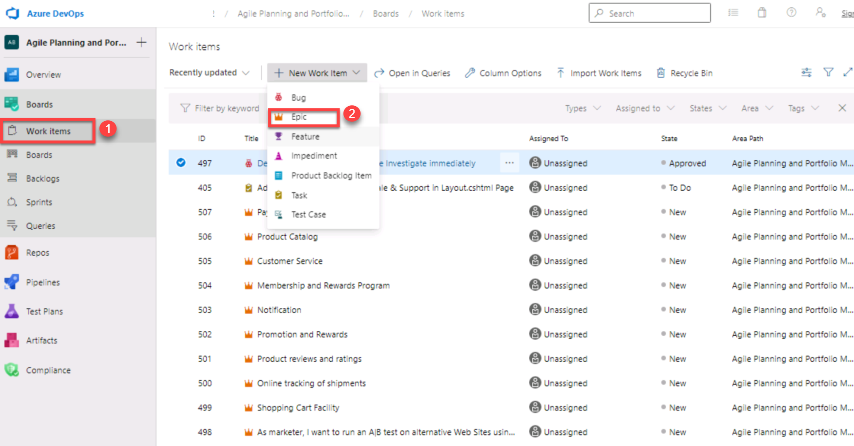 Azure DevOps / Agile Planning and Portfolio... / Boards / Work items Search
AB Agile Planning and Por... +
Overview
Boards
Work items 1
Boards
Backlogs
Sprints
Queries
Repos
Pipelines
Test Plans
Artifacts
Compliance
Work items
Recently updated New Work Item Open in Queries Column Options Import Work Items Recycle Bin
Filter by keyword Types Assigned to States Area Tags
Bug
Epic 2
Feature
Impediment
Product Backlog Item
Task
Test Case
ID Title Assigned To State Area Path
497 De e Investigate immediately ... Unassigned Approved Agile Planning and Portfolio M...
405 Ad le & Support in Layout.cshtml Page Unassigned To Do Agile Planning and Portfolio M...
507 Pay Unassigned New Agile Planning and Portfolio M...
506 Product Catalog Unassigned New Agile Planning and Portfolio M...
505 Customer Service Unassigned New Agile Planning and Portfolio M...
504 Membership and Rewards Program Unassigned New Agile Planning and Portfolio M...
503 Notification Unassigned New Agile Planning and Portfolio M...
502 Promotion and Rewards Unassigned New Agile Planning and Portfolio M...
501 Product reviews and ratings Unassigned New Agile Planning and Portfolio M...
500 Online tracking of shipments Unassigned New Agile Planning and Portfolio M...
499 Shopping Cart Facility Unassigned New Agile Planning and Portfolio M...
498 As marketer, I want to run an A|B test on alternative Web Sites usin... Unassigned New Agile Planning and Portfolio M...